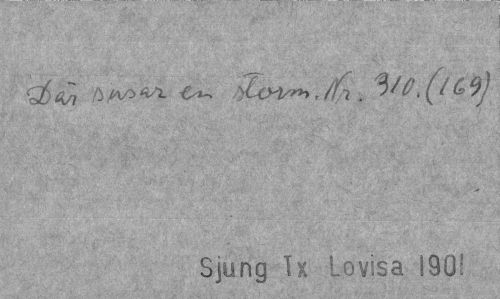 Där susar en storm. Nr. 310. (169)
Sjung Tx Lovisa 1901